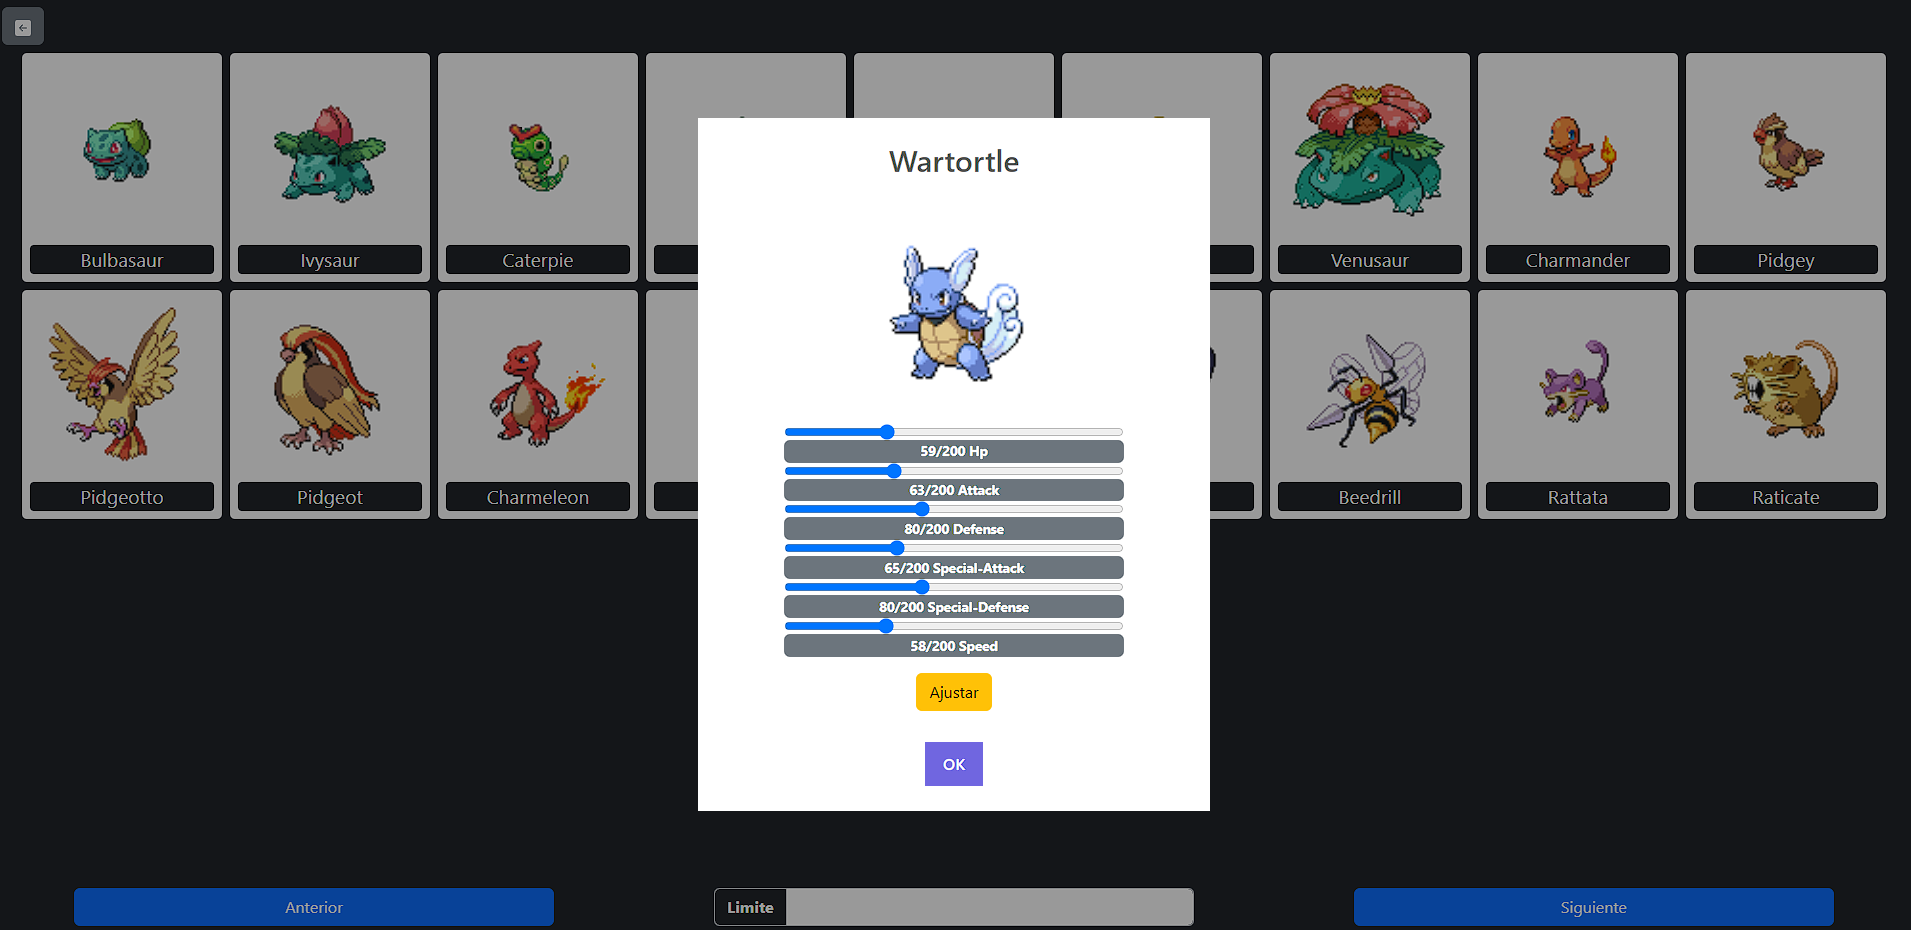 Bulbasaur
Ivysaur
Caterpie
Venusaur
Charmander
Pidgey
Pidgeotto
Pidgeot
Charmeleon
Beedrill
Rattata
Raticate
Wartortle
59/200 Hp
63/200 Attack
80/200 Defense
65/200 Special-Attack
80/200 Special-Defense
58/200 Speed
Ajustar
OK
Anterior
Limite
Siguiente